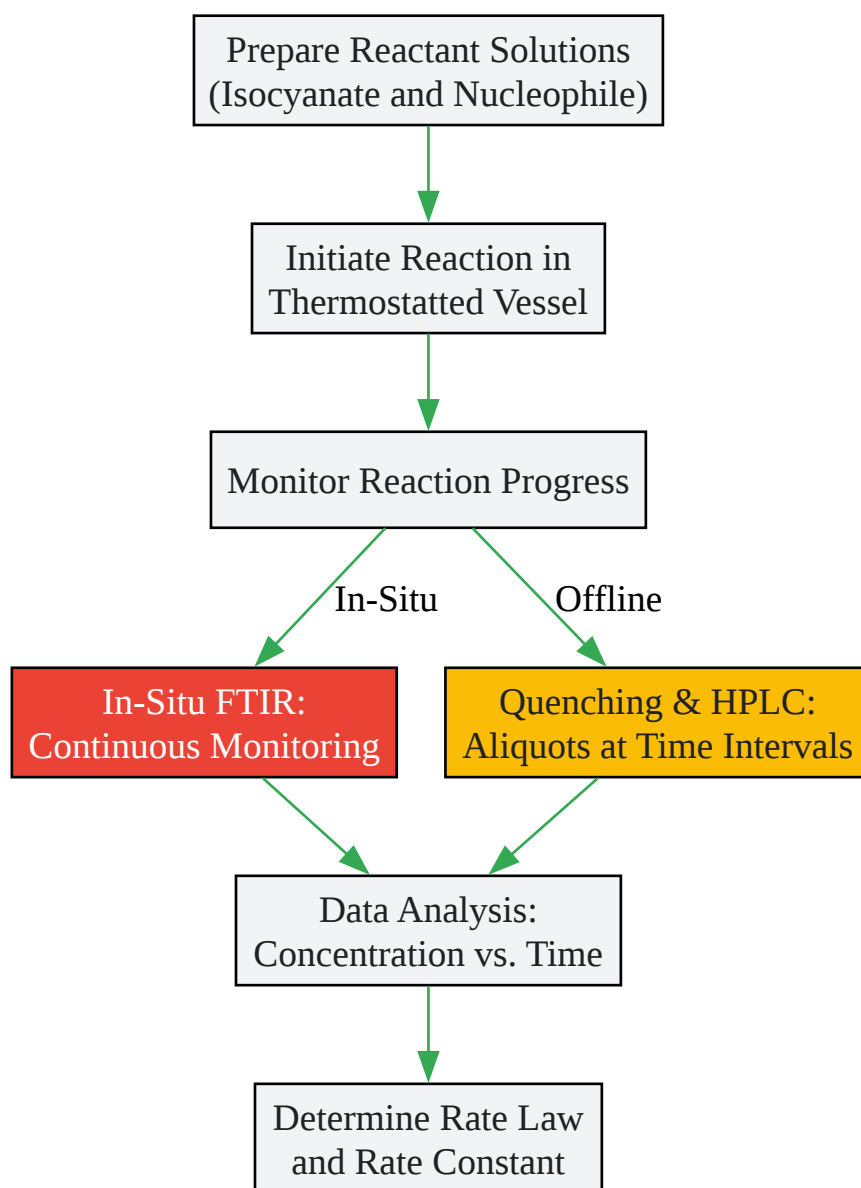 Prepare Reactant Solutions
(Isocyanate and Nucleophile)
Initiate Reaction in
Thermostatted Vessel
Monitor Reaction Progress
In-Situ
Offline
In-Situ FTIR:
Continuous Monitoring
Quenching & HPLC:
Aliquots at Time Intervals
Data Analysis:
Concentration vs. Time
Determine Rate Law
and Rate Constant